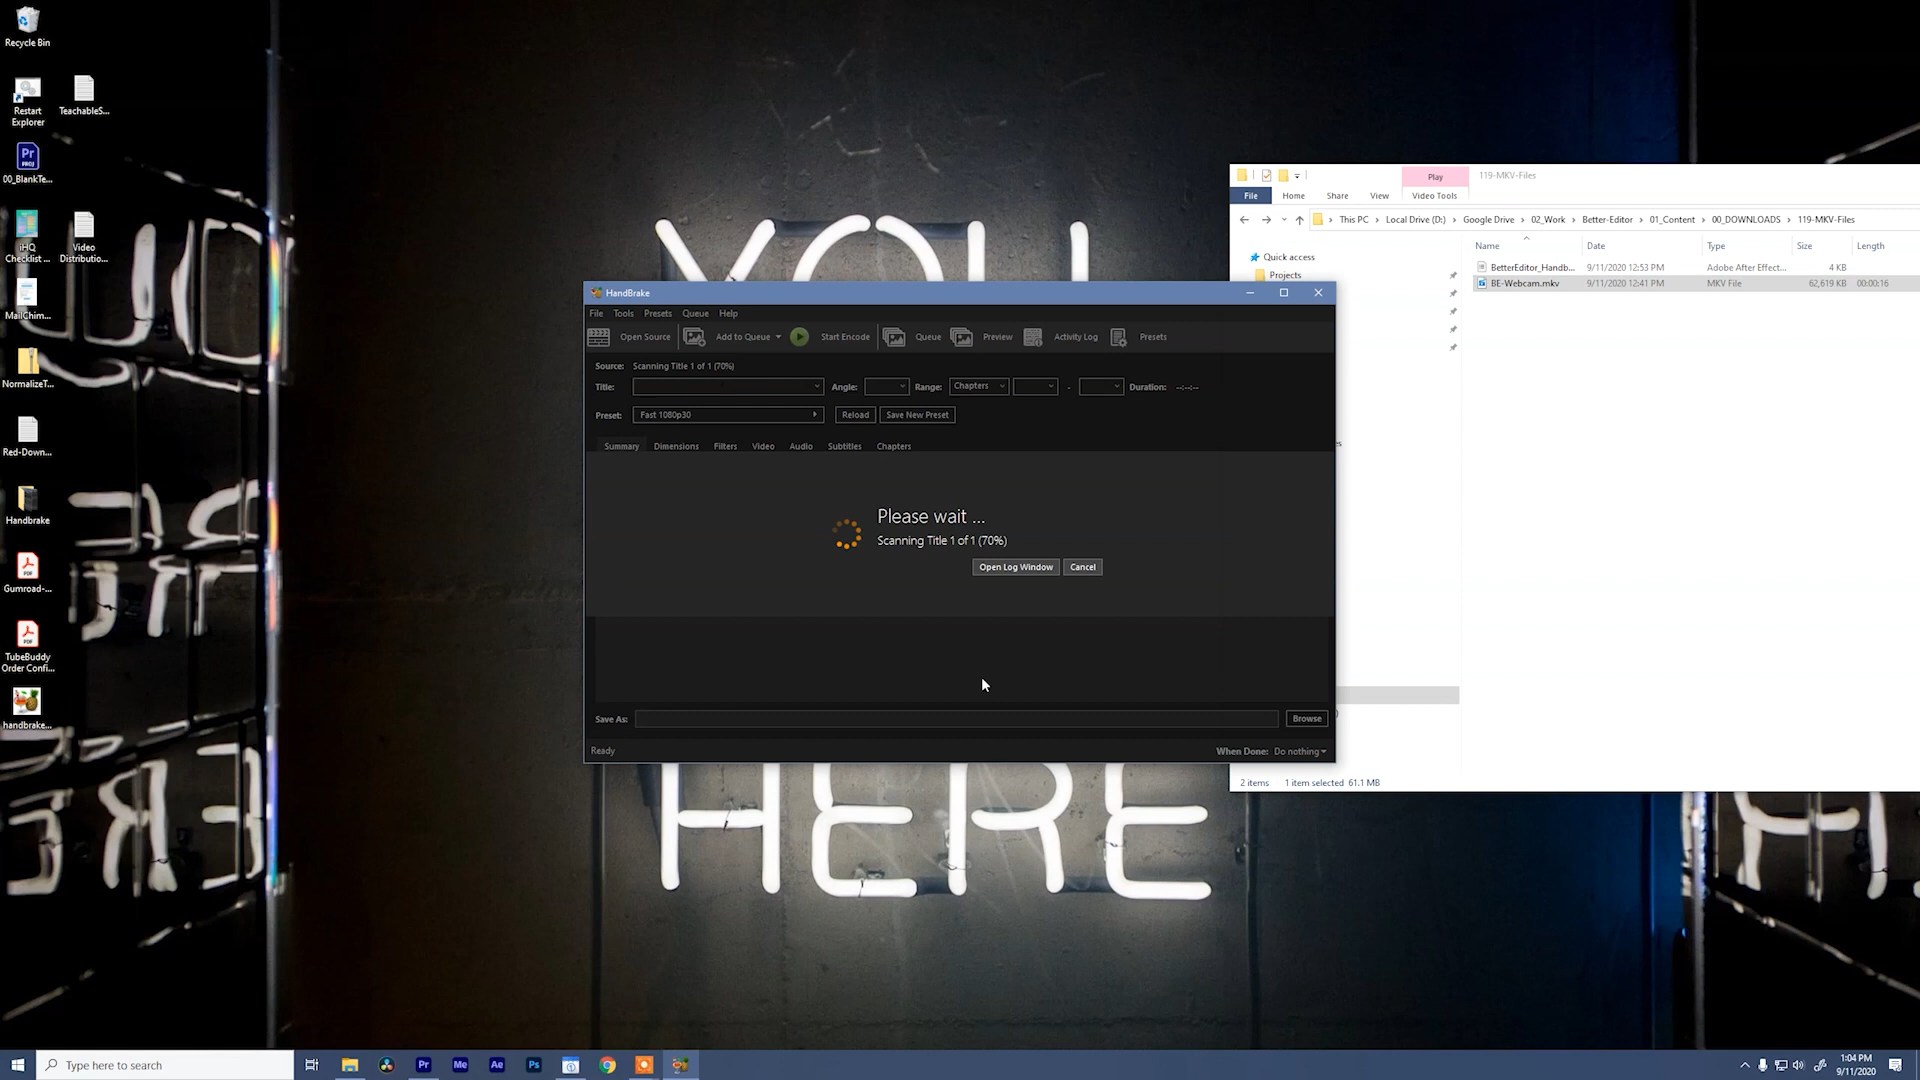 Recycle Bin
Restart Explorer
TeachableS...
00_BlankTe...
iHQ Checklist ...
Video Distributio...
MailChim...
NormalizeT...
Red-Down...
Handbrake
Gumroad-...
TubeBuddy Order Confi...
handbrake...
YOU
HERE
Play
119-MKV-Files
File Home Share View Video Tools
This PC Local Drive (D:) Google Drive 02_Work Better-Editor 01_Content 00_DOWNLOADS 119-MKV-Files
Name Date Type Size Length
Quick access
Projects
BetterEditor_Handb... 9/11/2020 12:53 PM Adobe After Effect... 4 KB
BE-Webcam.mkv 9/11/2020 12:41 PM MKV File 62,619 KB 00:00:16
2 items 1 item selected 61.1 MB
HandBrake
File Tools Presets Queue Help
Open Source Add to Queue Start Encode Queue Preview Activity Log Presets
Source: Scanning Title 1 of 1 (70%)
Title: Angle: Range: Chapters - Duration: --:--:--
Preset: Fast 1080p30 Reload Save New Preset
Summary Dimensions Filters Video Audio Subtitles Chapters
Please wait ...
Scanning Title 1 of 1 (70%)
Open Log Window Cancel
Save As: Browse
Ready When Done: Do nothing
Type here to search
Pr Me Ae Ps
1:04 PM
9/11/2020